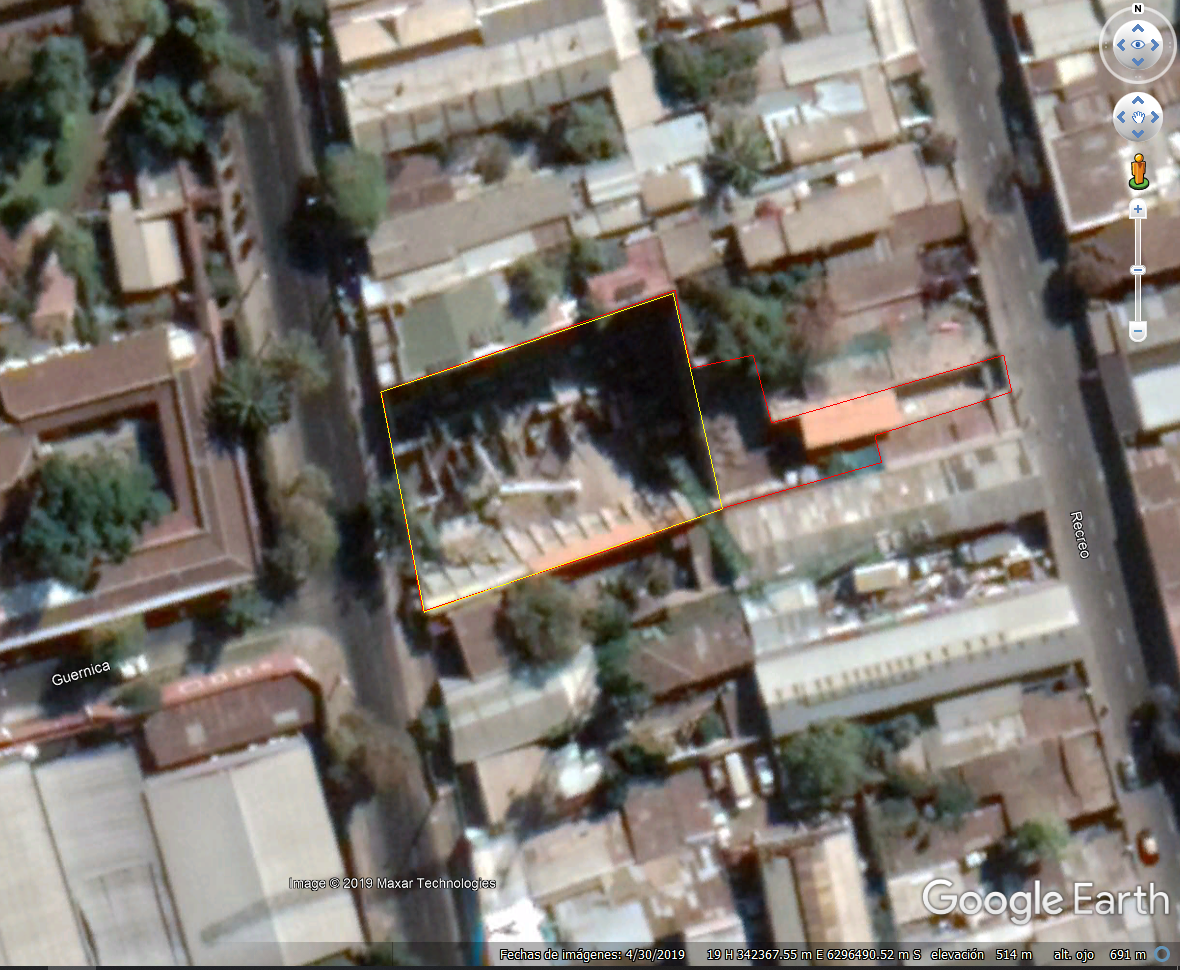 N
Recreo
Guernica
Image © 2019 Maxar Technologies
Google Earth
Fechas de imágenes: 4/30/2019 19 H 342367.55 m E 6296490.52 m S elevación 514 m alt. ojo 691 m